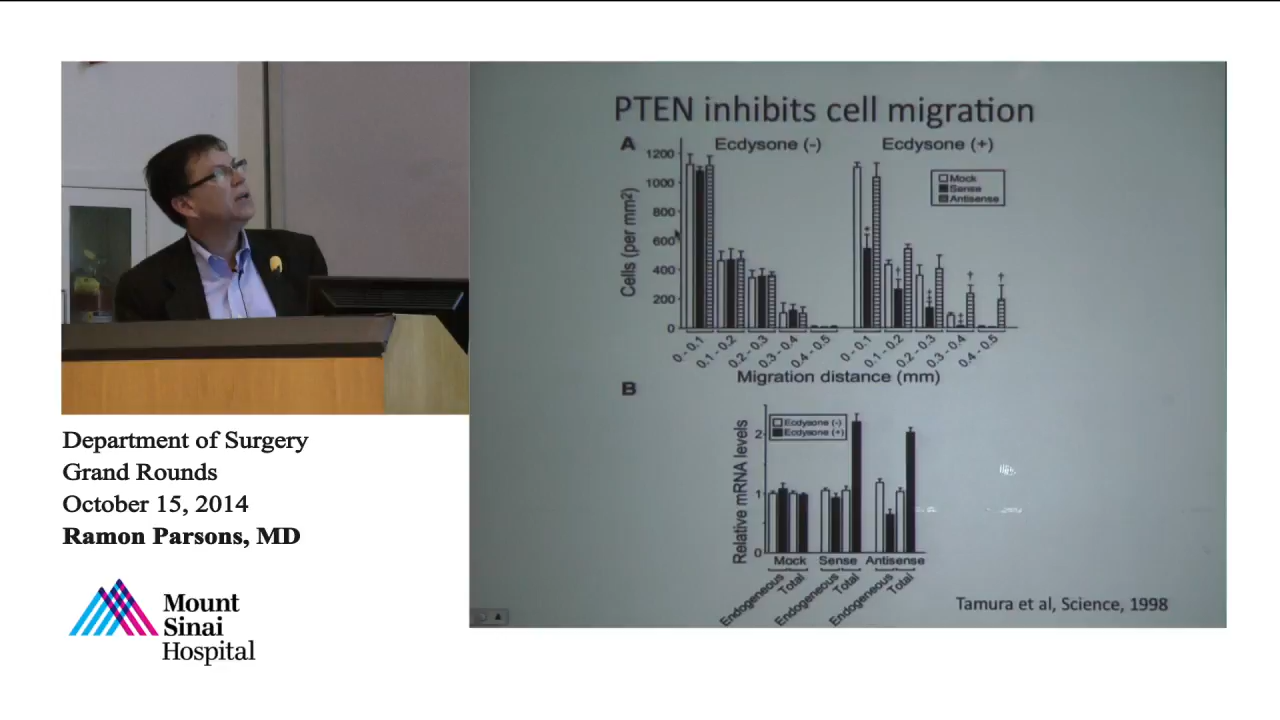 PTEN inhibits cell migration
A
Ecdysone (-)
Ecdysone (+)
Mock
Sense
Antisense
1200
1000
800
600
400
200
0
Cells (per mm²)
0 - 0.1
0.1 - 0.2
0.2 - 0.3
0.3 - 0.4
0.4 - 0.5
0 - 0.1
0.1 - 0.2
0.2 - 0.3
0.3 - 0.4
0.4 - 0.5
Migration distance (mm)
B
Ecdysone (-)
Ecdysone (+)
2
1
0
Relative mRNA levels
Mock
Sense
Antisense
Endogeneous
Total
Endogeneous
Total
Endogeneous
Total
Tamura et al, Science, 1998
Department of Surgery
Grand Rounds
October 15, 2014
Ramon Parsons, MD
Mount
Sinai
Hospital